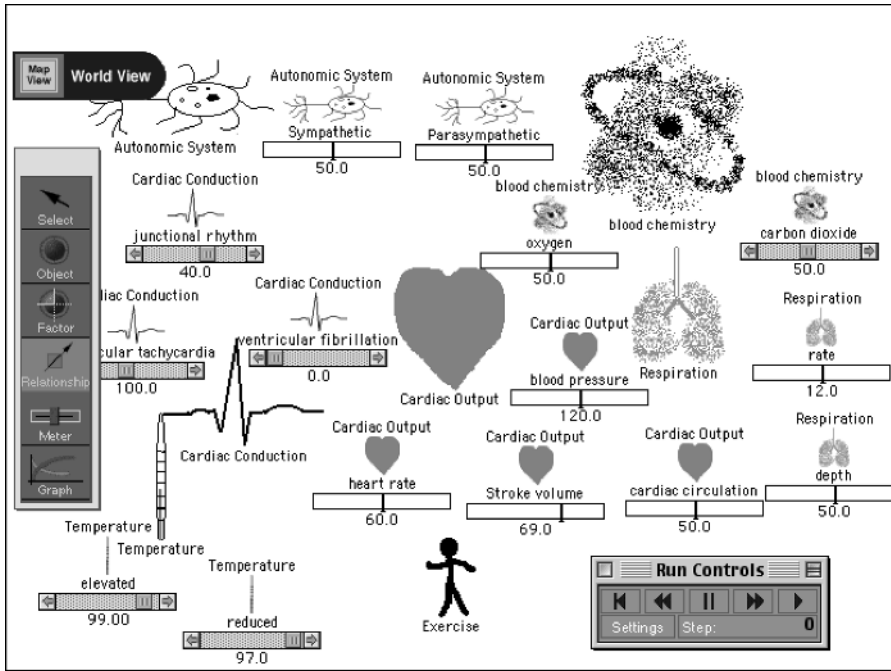 Map
View
World View
Autonomic System
Autonomic System
Autonomic System
Sympathetic
50.0
Parasympathetic
50.0
Cardiac Conduction
junctional rhythm
40.0
blood chemistry
oxygen
50.0
blood chemistry
blood chemistry
carbon dioxide
50.0
Select
Object
Factor
Relationship
Meter
Graph
diac Conduction
cular tachycardia
100.0
Cardiac Conduction
ventricular fibrillation
0.0
Cardiac Output
Cardiac Output
blood pressure
120.0
Respiration
Respiration
rate
12.0
Cardiac Conduction
Cardiac Output
heart rate
60.0
Cardiac Output
Stroke volume
69.0
Cardiac Output
cardiac circulation
50.0
Respiration
depth
50.0
Temperature
Temperature
elevated
99.00
Temperature
reduced
97.0
Exercise
Run Controls
Settings
Step:
0